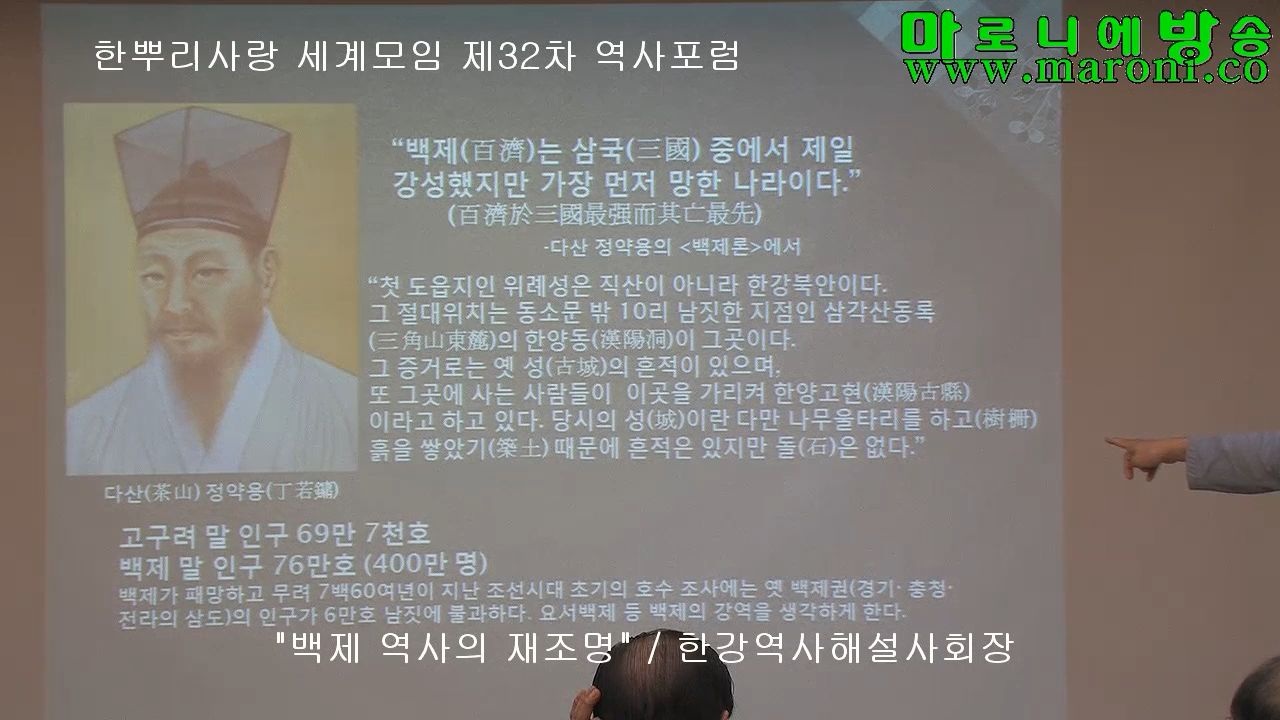 한뿌리사랑 세계모임 제32차 역사포럼
마로니에방송
www.maroni.co
“백제(百濟)는 삼국(三國) 중에서 제일
강성했지만 가장 먼저 망한 나라이다.”
(百濟於三國最强而其亡最先)
-다산 정약용의 <백제론>에서
“첫 도읍지인 위례성은 직산이 아니라 한강북안이다.
그 절대위치는 동소문 밖 10리 남짓한 지점인 삼각산동록
(三角山東麓)의 한양동(漢陽洞)이 그곳이다.
그 증거로는 옛 성(古城)의 흔적이 있으며,
또 그곳에 사는 사람들이 이곳을 가리켜 한양고현(漢陽古縣)
이라고 하고 있다. 당시의 성(城)이란 다만 나무울타리를 하고(樹柵)
흙을 쌓았기(築土) 때문에 흔적은 있지만 돌(石)은 없다.”
다산(茶山) 정약용(丁若鏞)
고구려 말 인구 69만 7천호
백제 말 인구 76만호 (400만 명)
백제가 패망하고 무려 7백60여년이 지난 조선시대 초기의 호수 조사에는 옛 백제권(경기· 충청·
전라의 삼도)의 인구가 6만호 남짓에 불과하다. 요서백제 등 백제의 강역을 생각하게 한다.
"백제 역사의 재조명" / 한강역사해설사회장